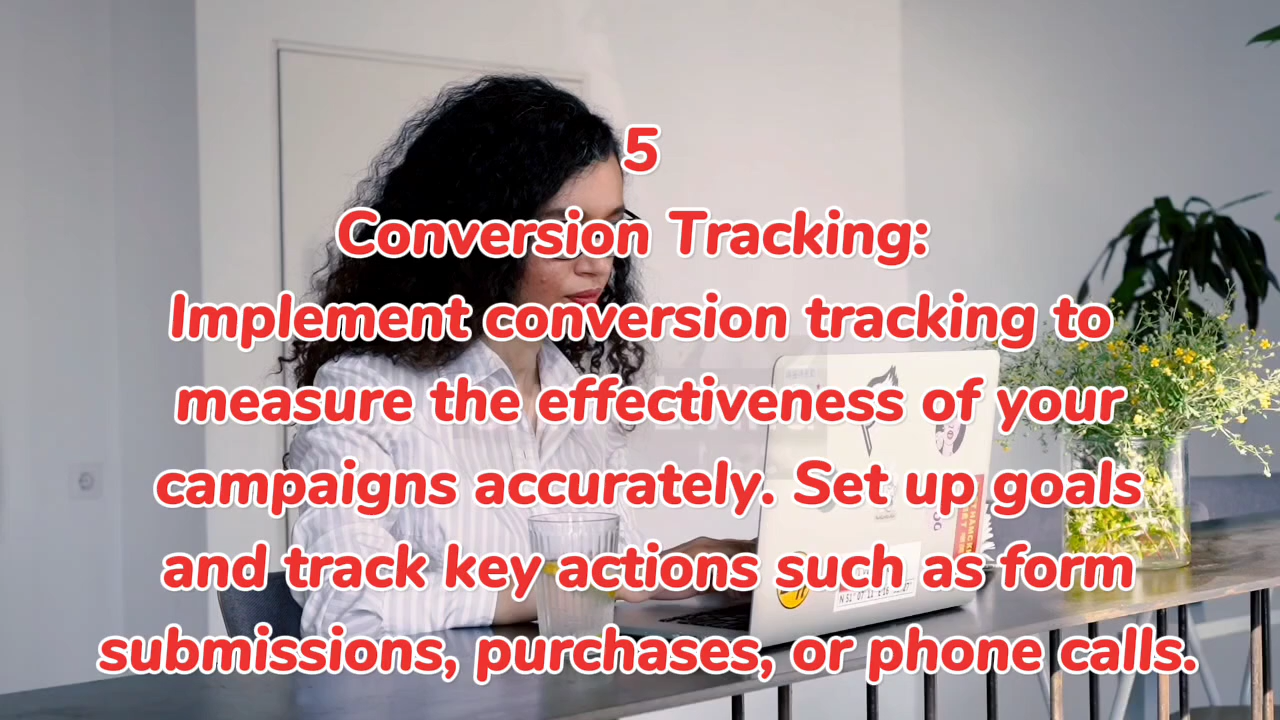 5
Conversion Tracking:
Implement conversion tracking to
measure the effectiveness of your
campaigns accurately. Set up goals
and track key actions such as form
submissions, purchases, or phone calls.